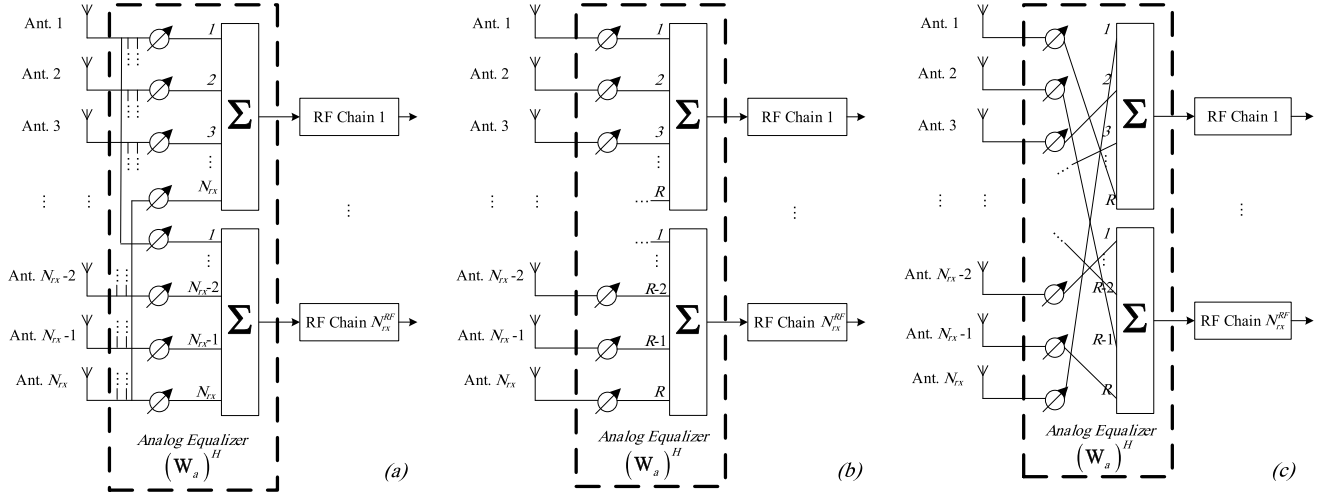 Ant. 1
1
Ant. 2
2
Σ
RF Chain 1
Ant. 3
3
N_rx
1
Ant. N_rx-2
N_rx-2
Σ
RF Chain N_rx^RF
Ant. N_rx-1
N_rx-1
Ant. N_rx
N_rx
Analog Equalizer
(W_a)^H
(a)
Ant. 1
1
Ant. 2
2
Σ
RF Chain 1
Ant. 3
3
R
1
Ant. N_rx-2
R-2
Σ
RF Chain N_rx^RF
Ant. N_rx-1
R-1
Ant. N_rx
R
Analog Equalizer
(W_a)^H
(b)
Ant. 1
1
Ant. 2
2
Σ
RF Chain 1
Ant. 3
3
R
1
Ant. N_rx-2
R-2
Σ
RF Chain N_rx^RF
Ant. N_rx-1
R-1
Ant. N_rx
R
Analog Equalizer
(W_a)^H
(c)